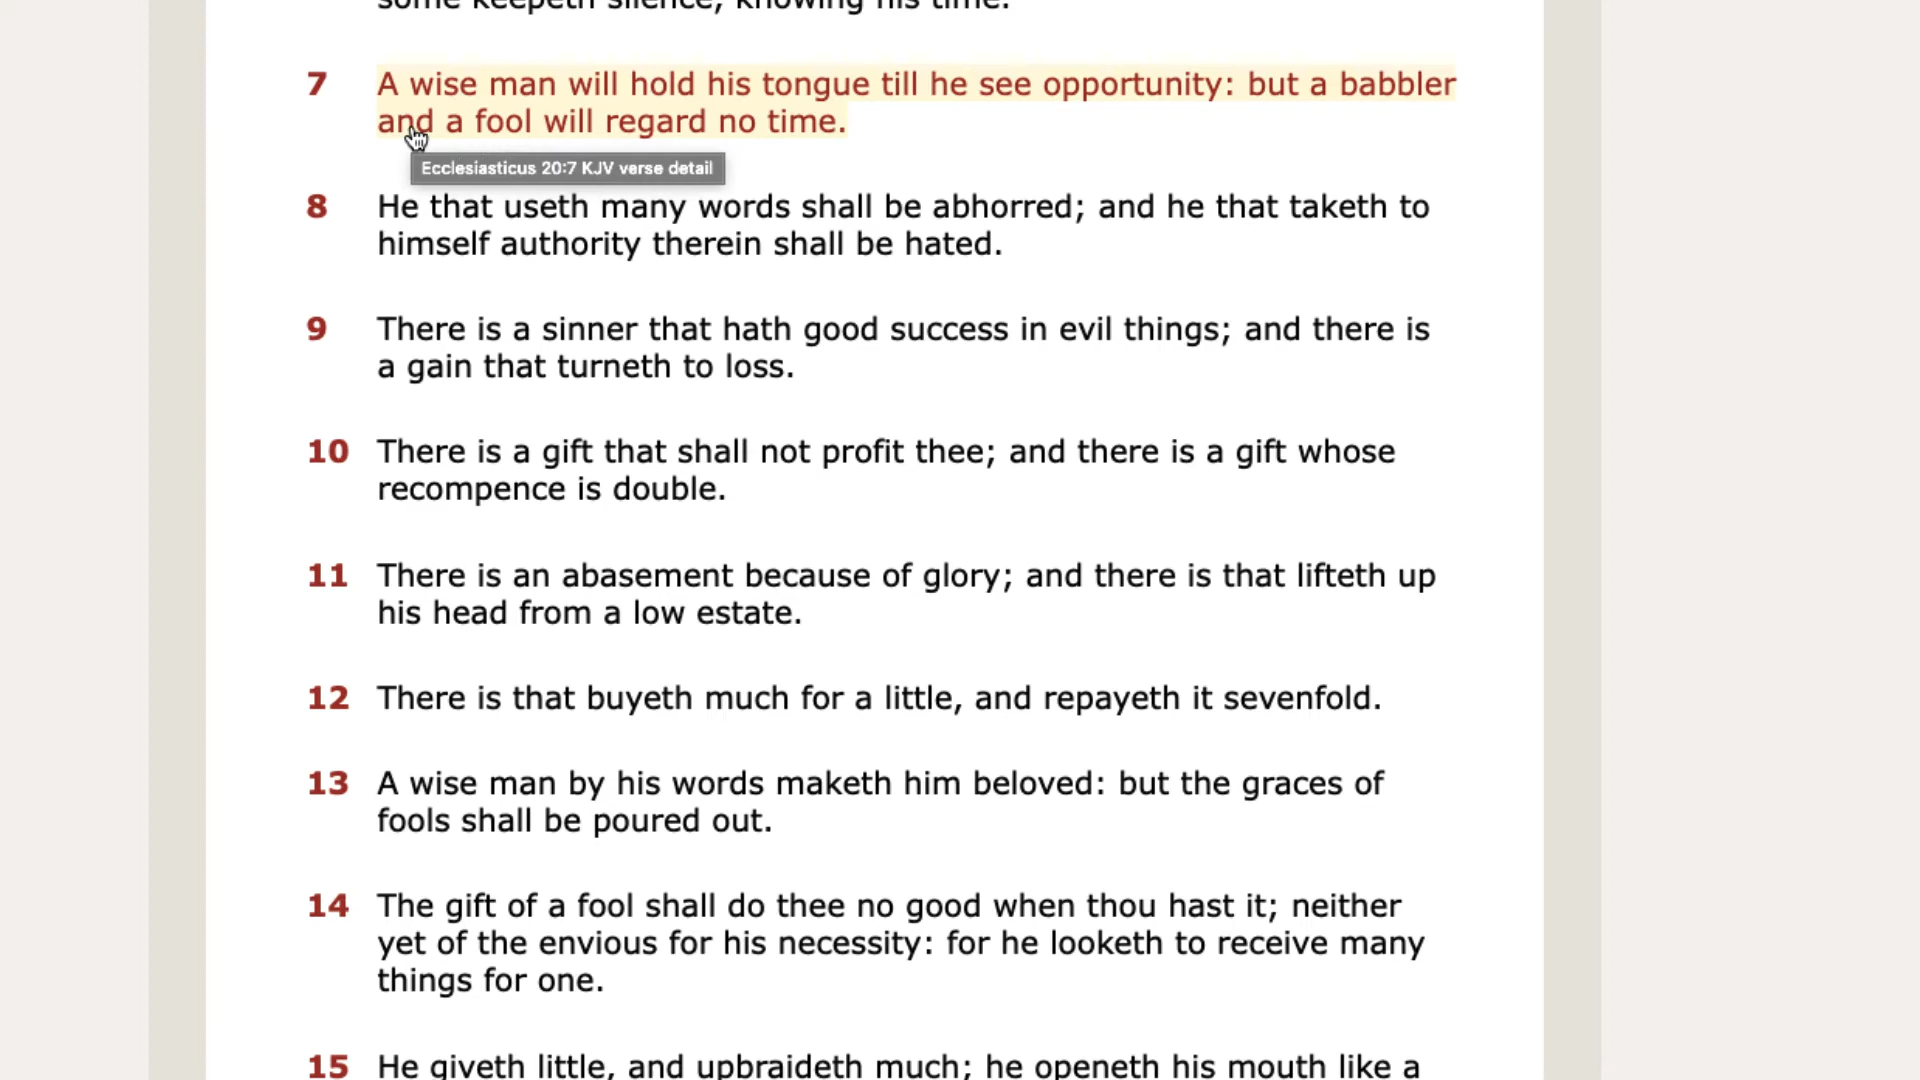 some keepeth silence, knowing his time.
7 A wise man will hold his tongue till he see opportunity: but a babbler
and a fool will regard no time.
Ecclesiasticus 20:7 KJV verse detail
8 He that useth many words shall be abhorred; and he that taketh to
himself authority therein shall be hated.
9 There is a sinner that hath good success in evil things; and there is
a gain that turneth to loss.
10 There is a gift that shall not profit thee; and there is a gift whose
recompence is double.
11 There is an abasement because of glory; and there is that lifteth up
his head from a low estate.
12 There is that buyeth much for a little, and repayeth it sevenfold.
13 A wise man by his words maketh him beloved: but the graces of
fools shall be poured out.
14 The gift of a fool shall do thee no good when thou hast it; neither
yet of the envious for his necessity: for he looketh to receive many
things for one.
15 He giveth little, and upbraideth much; he openeth his mouth like a